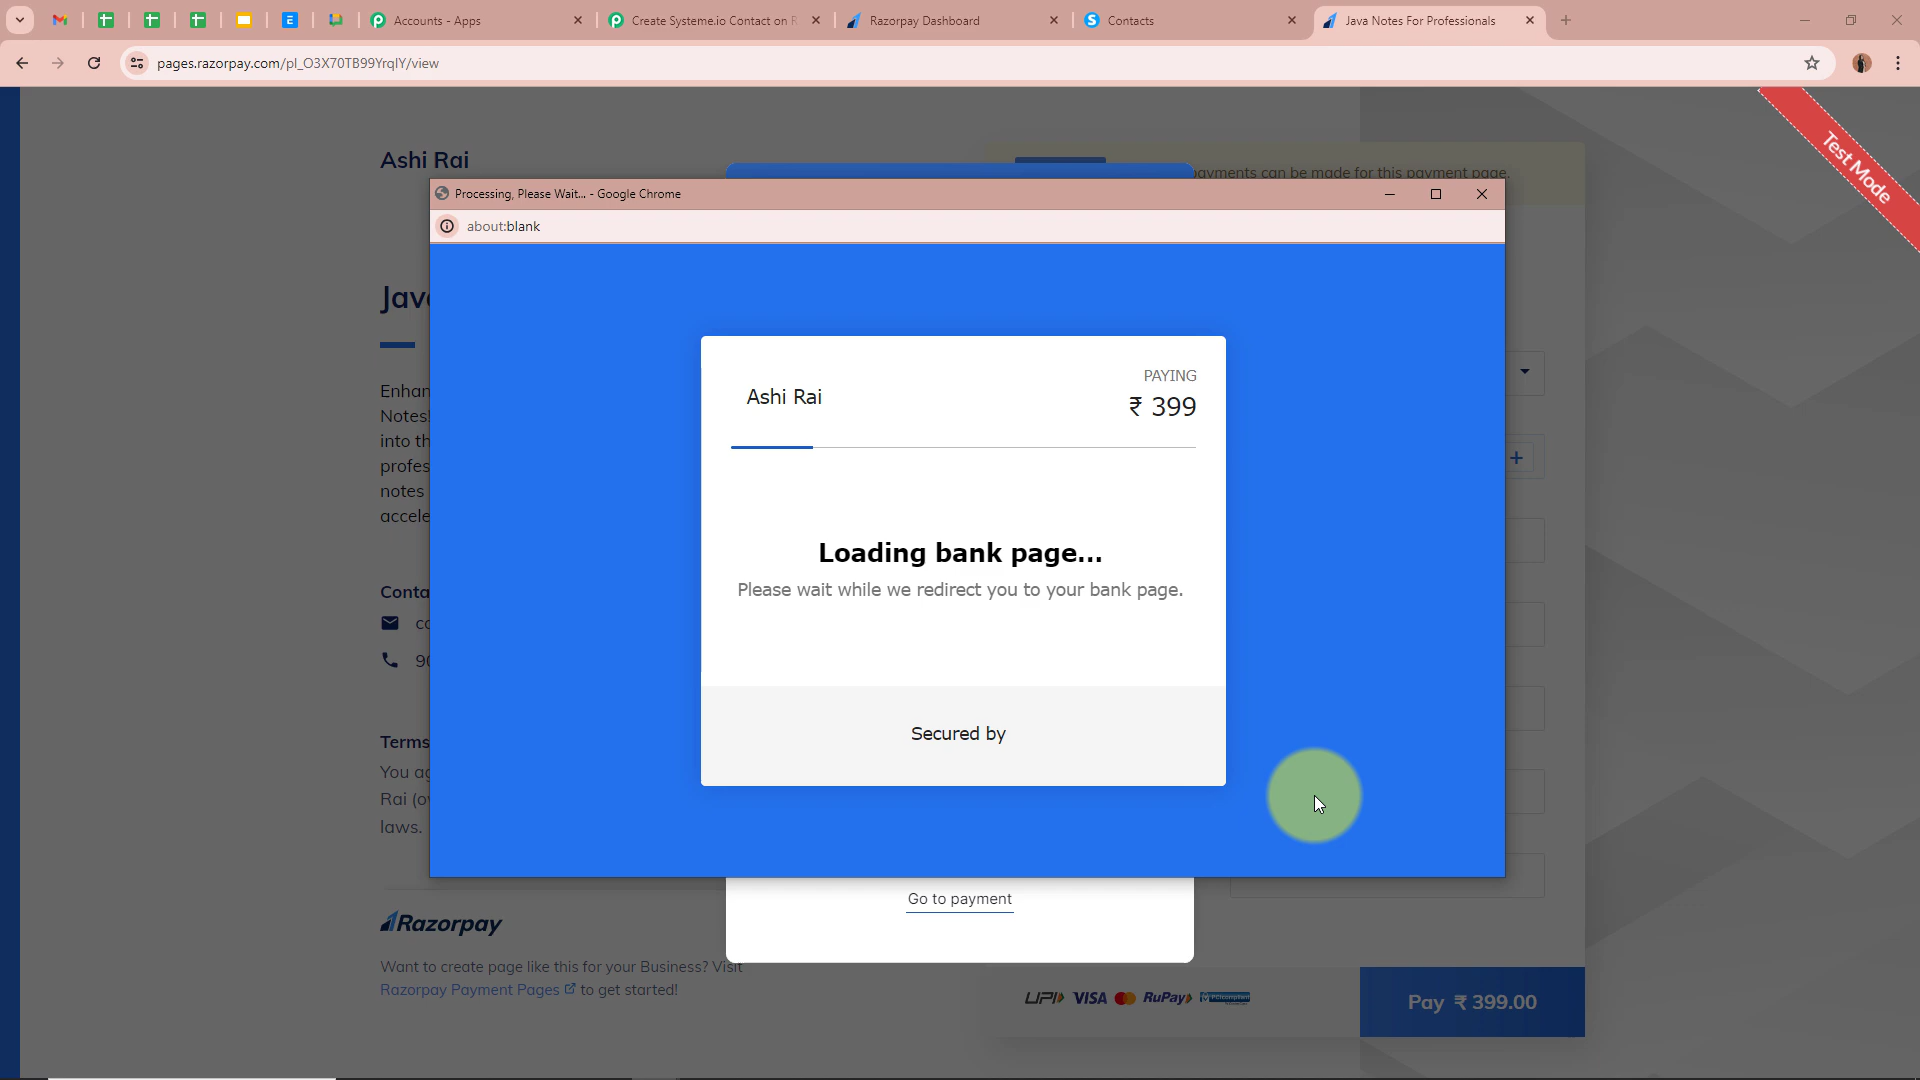 Accounts - Apps
Create Systeme.io Contact on R
Razorpay Dashboard
Contacts
Java Notes For Professionals
pages.razorpay.com/pl_O3X70TB99YrqlY/view
Test Mode
Ashi Rai
payments can be made for this payment page.
Processing, Please Wait... - Google Chrome
about:blank
Java
Ashi Rai
PAYING
₹ 399
Enhan
Notes!
into th
profes
notes
accele
Loading bank page...
Please wait while we redirect you to your bank page.
Conta
co
90
Secured by
Terms
You ag
Rai (ow
laws.
Go to payment
Razorpay
Want to create page like this for your Business? Visit
Razorpay Payment Pages to get started!
UPI VISA RuPay PCI compliant
Pay ₹ 399.00